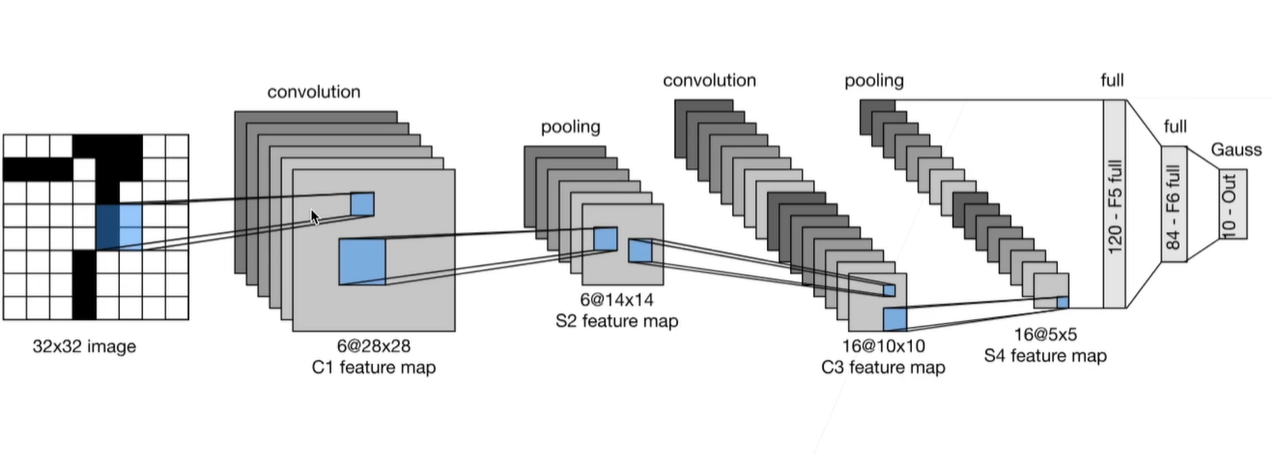 convolution
pooling
convolution
pooling
full
full
Gauss
32x32 image
6@28x28
C1 feature map
6@14x14
S2 feature map
16@10x10
C3 feature map
16@5x5
S4 feature map
120 - F5 full
84 - F6 full
10 - Out